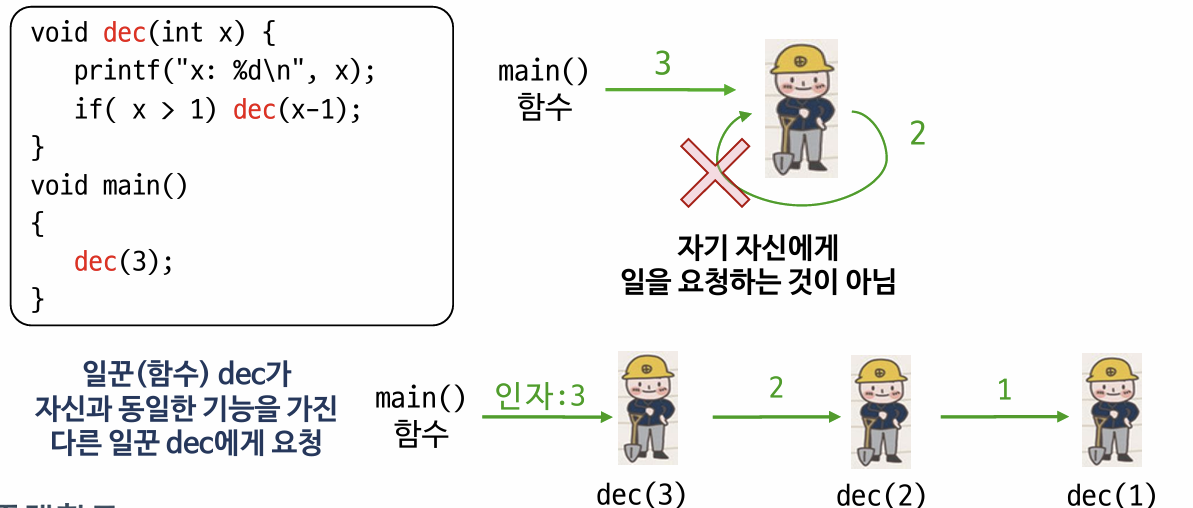 void dec(int x) {
printf("x: %d\n", x);
if( x > 1) dec(x-1);
}
void main()
{
dec(3);
}
main()
함수
3
2
자기 자신에게
일을 요청하는 것이 아님
일꾼(함수) dec가
자신과 동일한 기능을 가진
다른 일꾼 dec에게 요청
main()
함수
인자:3
2
1
dec(3)
dec(2)
dec(1)